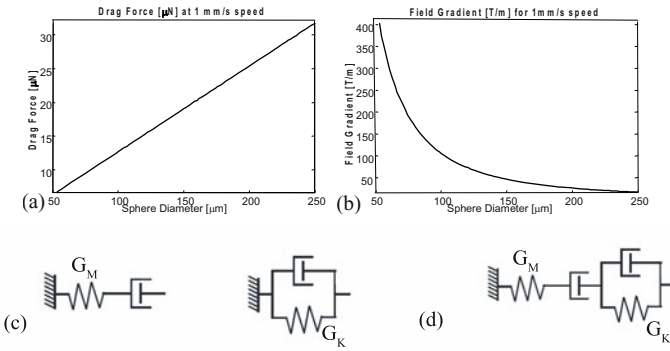 Drag Force [μN] at 1 mm/s speed
Drag Force [μN]
30
25
20
10
50
100
150
200
250
(a)
Sphere Diameter [μm]
Field Gradient [T/m] for 1mm/s speed
Field Gradient [T/m]
400
350
300
250
200
150
100
50
50
100
150
200
250
(b)
Sphere Diameter [μm]
(c)
G_M
G_K
(d)
G_M
G_K